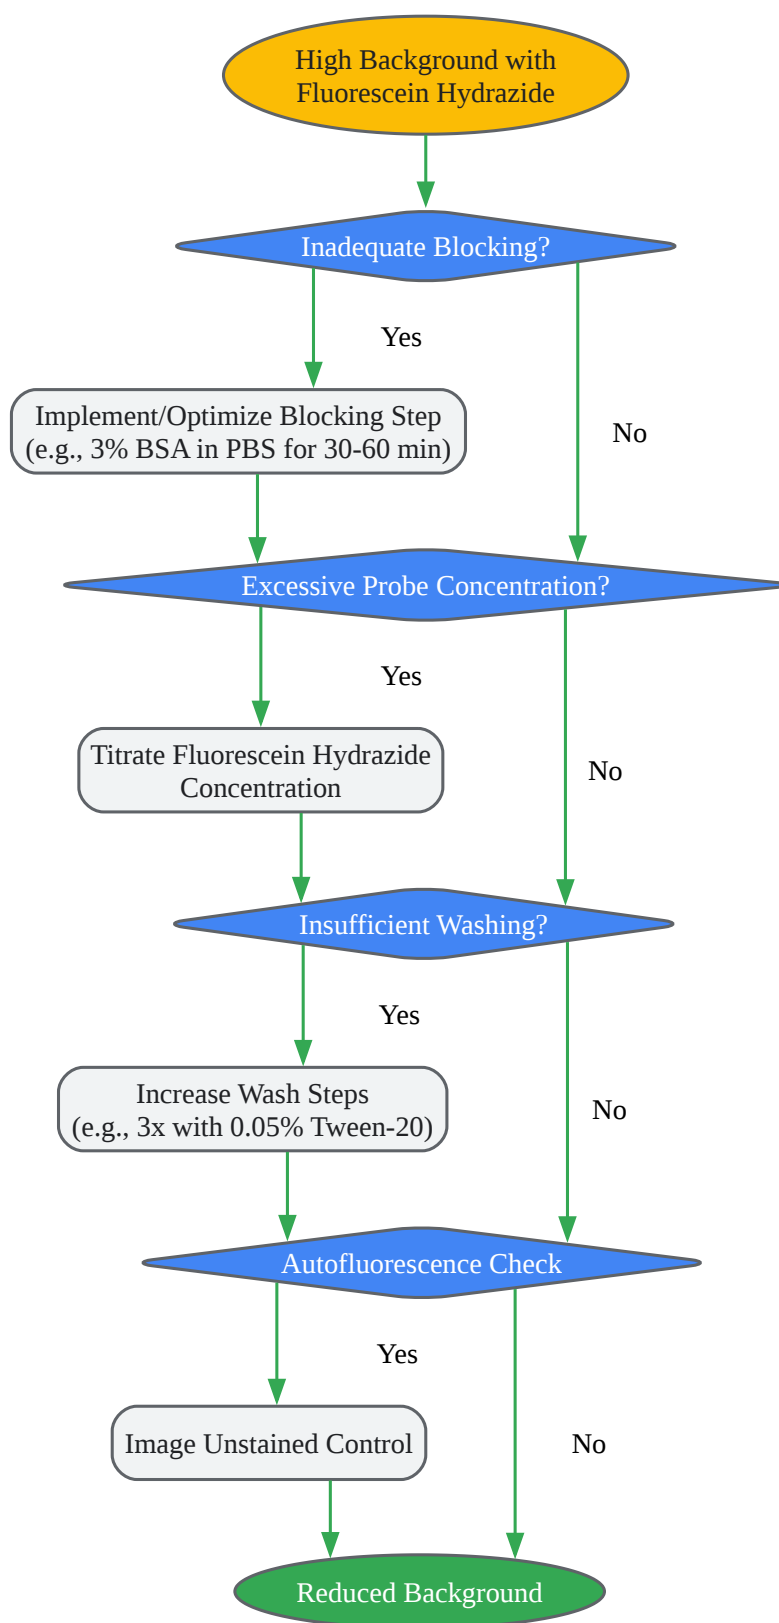 High Background with
Fluorescein Hydrazide
Inadequate Blocking?
Yes
Implement/Optimize Blocking Step
(e.g., 3% BSA in PBS for 30-60 min)
No
Excessive Probe Concentration?
Yes
Titrate Fluorescein Hydrazide
Concentration
No
Insufficient Washing?
Yes
Increase Wash Steps
(e.g., 3x with 0.05% Tween-20)
No
Autofluorescence Check
Yes
Image Unstained Control
No
Reduced Background